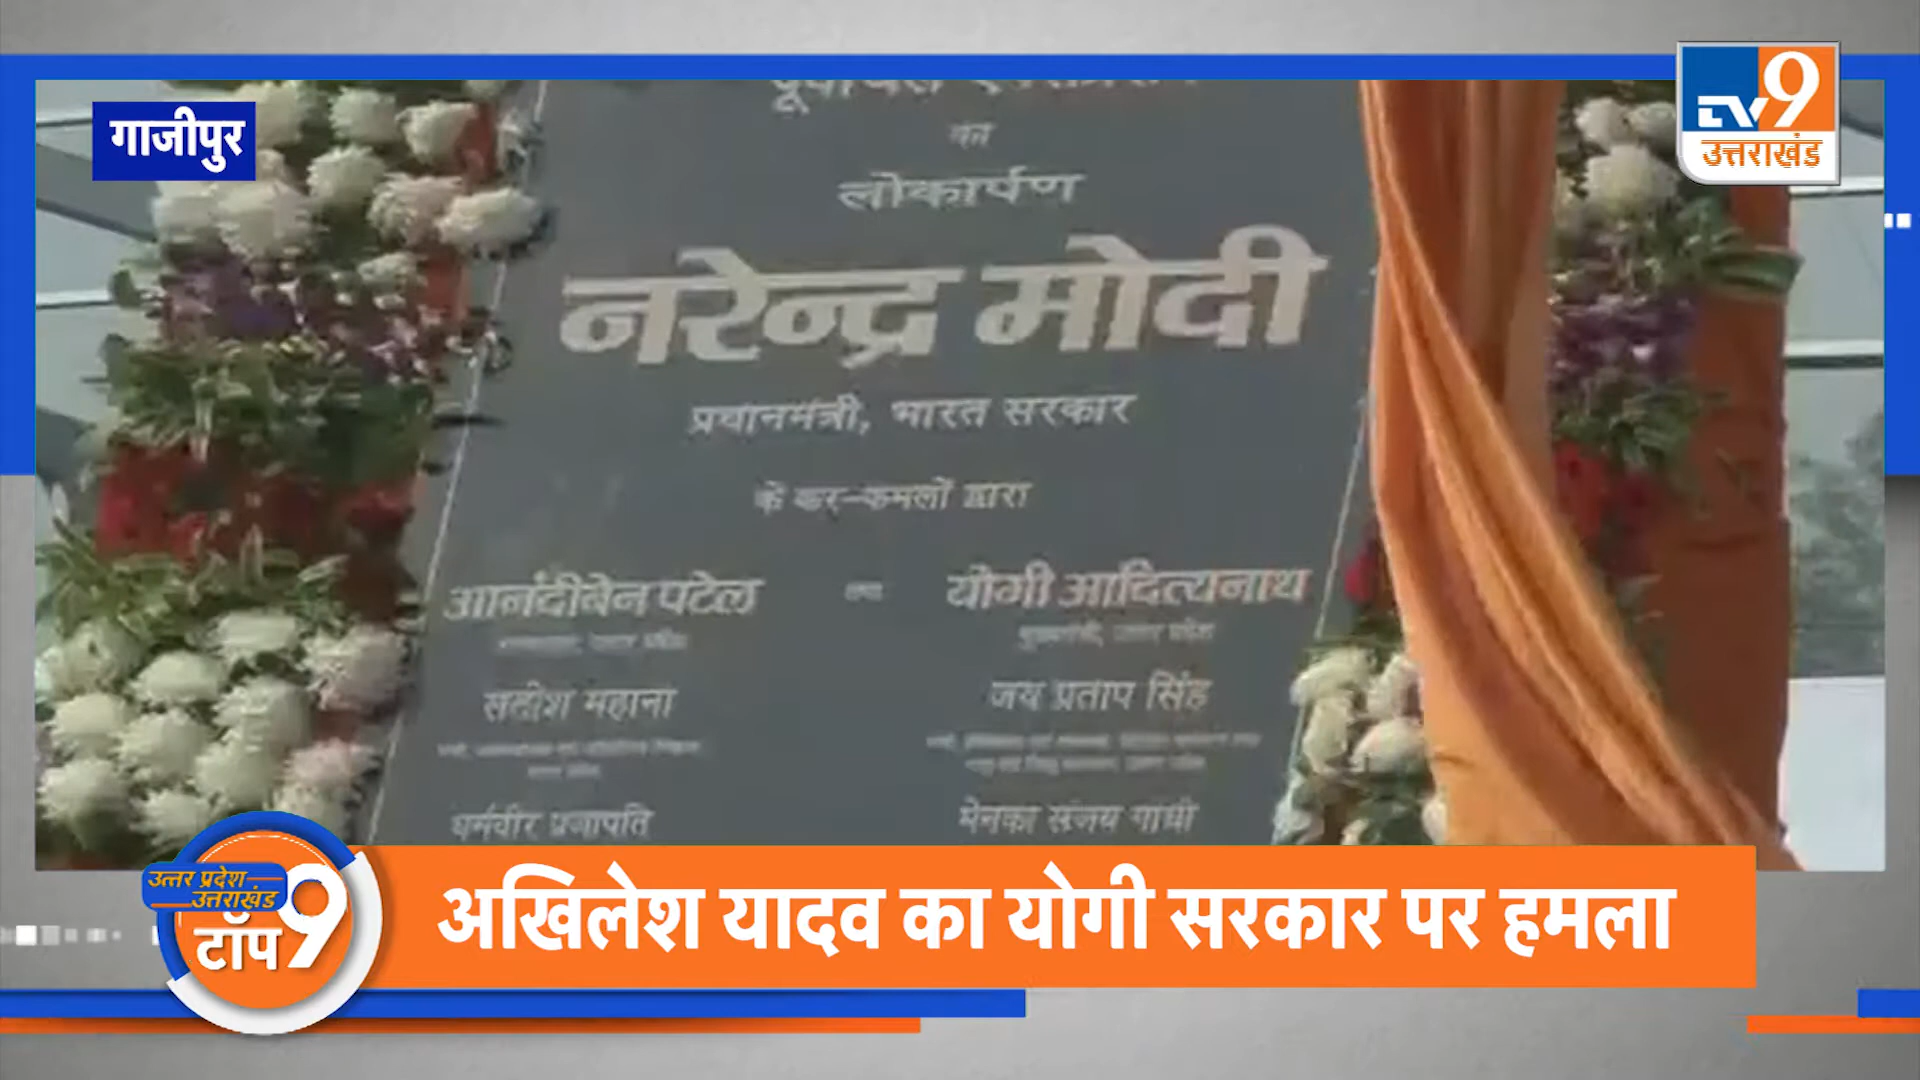 गाजीपुर
TV9
उत्तराखंड
का
लोकार्पण
नरेन्द्र मोदी
प्रधानमंत्री, भारत सरकार
के कर-कमलों द्वारा
आनंदीबेन पटेल
योगी आदित्यनाथ
सतीश महाना
जय प्रताप सिंह
धर्मवीर प्रजापति
मेनका संजय गांधी
उत्तर प्रदेश
उत्तराखंड
टॉप 9
अखिलेश यादव का योगी सरकार पर हमला